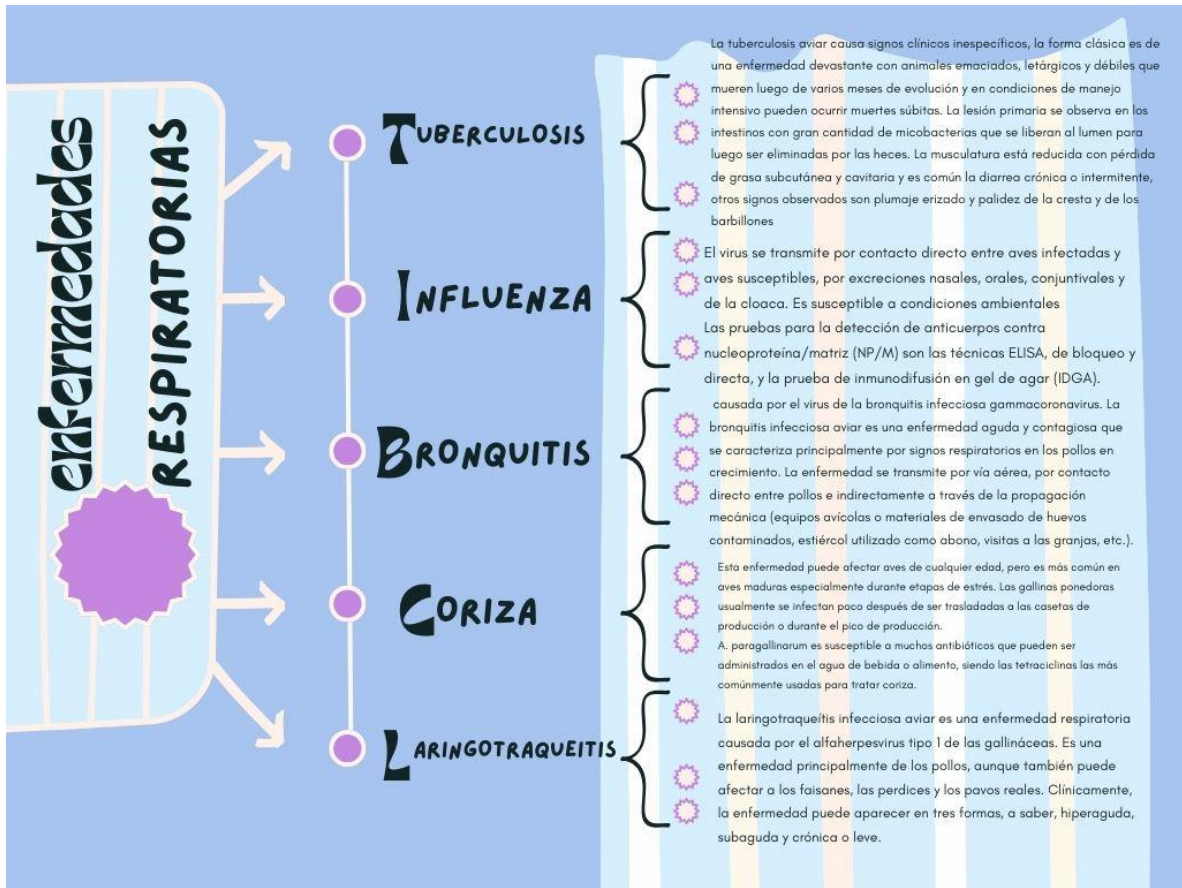 enfermedades
RESPIRATORIAS
TUBERCULOSIS
La tuberculosis aviar causa signos clínicos inespecíficos, la forma clásica es de
una enfermedad devastante con animales emaciados, letárgicos y débiles que
mueren luego de varios meses de evolución y en condiciones de manejo
intensivo pueden ocurrir muertes súbitas. La lesión primaria se observa en los
intestinos con gran cantidad de micobacterias que se liberan al lumen para
luego ser eliminadas por las heces. La musculatura está reducida con pérdida
de grasa subcutánea y cavitaria y es común la diarrea crónica o intermitente,
otros signos observados son plumaje erizado y palidez de la cresta y de los
barbillones
INFLUENZA
El virus se transmite por contacto directo entre aves infectadas y
aves susceptibles, por excreciones nasales, orales, conjuntivales y
de la cloaca. Es susceptible a condiciones ambientales
Las pruebas para la detección de anticuerpos contra
nucleoproteína/matriz (NP/M) son las técnicas ELISA, de bloqueo y
directa, y la prueba de inmunodifusión en gel de agar (IDGA).
BRONQUITIS
causada por el virus de la bronquitis infecciosa gammacoronavirus. La
bronquitis infecciosa aviar es una enfermedad aguda y contagiosa que
se caracteriza principalmente por signos respiratorios en los pollos en
crecimiento. La enfermedad se transmite por vía aérea, por contacto
directo entre pollos e indirectamente a través de la propagación
mecánica (equipos avícolas o materiales de envasado de huevos
contaminados, estiércol utilizado como abono, visitas a las granjas, etc.).
CORIZA
Esta enfermedad puede afectar aves de cualquier edad, pero es más común en
aves maduras especialmente durante etapas de estrés. Las gallinas ponedoras
usualmente se infectan poco después de ser trasladadas a las casetas de
producción o durante el pico de producción.
A. paragallinarum es susceptible a muchos antibióticos que pueden ser
administrados en el agua de bebida o alimento, siendo las tetraciclinas las más
comúnmente usadas para tratar coriza.
LARINGOTRAQUEITIS
La laringotraqueítis infecciosa aviar es una enfermedad respiratoria
causada por el alfaherpesvirus tipo 1 de las gallináceas. Es una
enfermedad principalmente de los pollos, aunque también puede
afectar a los faisanes, las perdices y los pavos reales. Clínicamente,
la enfermedad puede aparecer en tres formas, a saber, hiperaguda,
subaguda y crónica o leve.